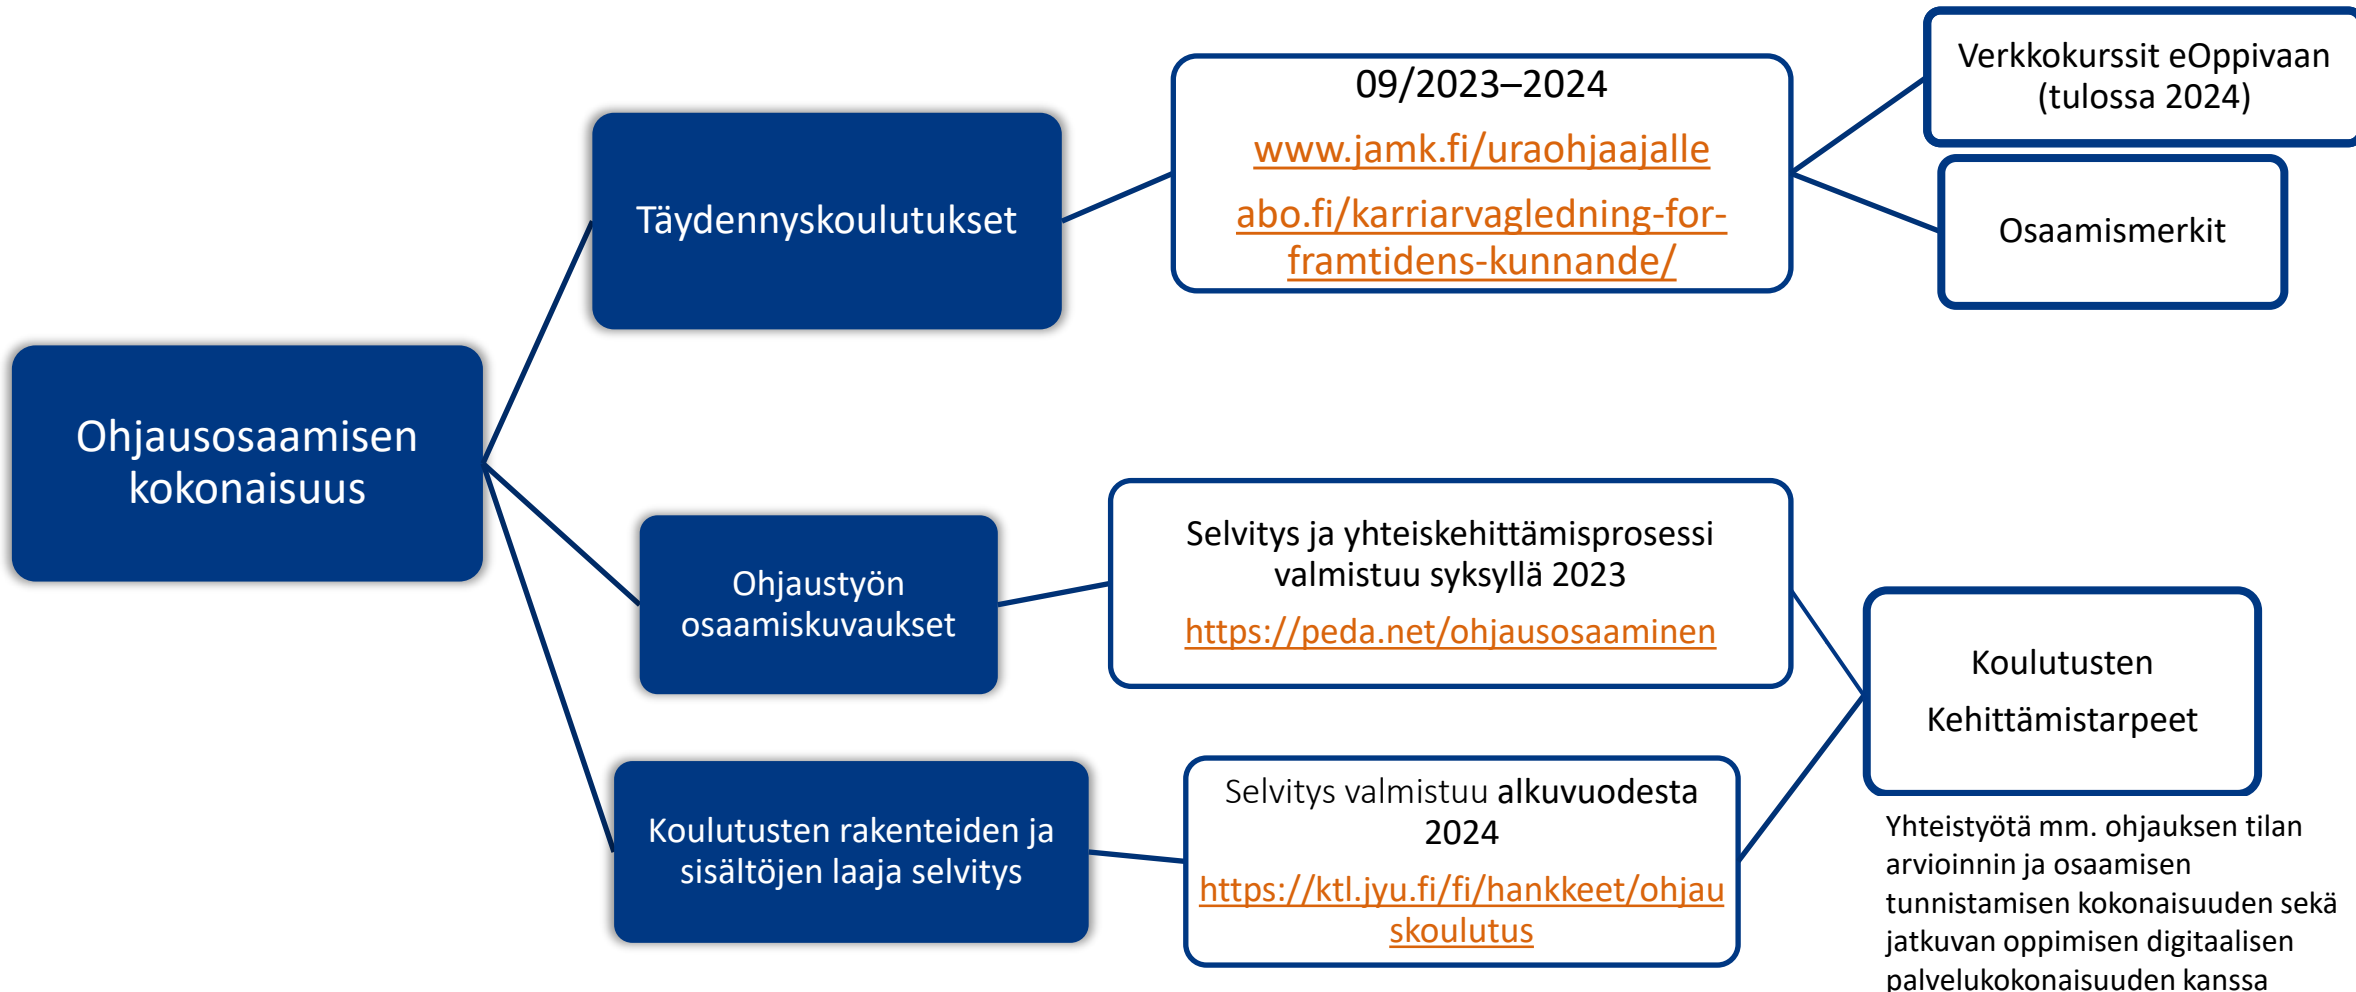 Ohjausosaamisen
kokonaisuus
Täydennyskoulutukset
09/2023–2024
www.jamk.fi/uraohjaajalle
abo.fi/karriarvagledning-for-
framtidens-kunnande/
Verkkokurssit eOppivaan
(tulossa 2024)
Osaamismerkit
Ohjaustyön
osaamiskuvaukset
Selvitys ja yhteiskehittämisprosessi
valmistuu syksyllä 2023
https://peda.net/ohjausosaaminen
Koulutusten rakenteiden ja
sisältöjen laaja selvitys
Selvitys valmistuu alkuvuodesta
2024
https://ktl.jyu.fi/fi/hankkeet/ohjau
skoulutus
Koulutusten
Kehittämistarpeet
Yhteistyötä mm. ohjauksen tilan
arvioinnin ja osaamisen
tunnistamisen kokonaisuuden sekä
jatkuvan oppimisen digitaalisen
palvelukokonaisuuden kanssa